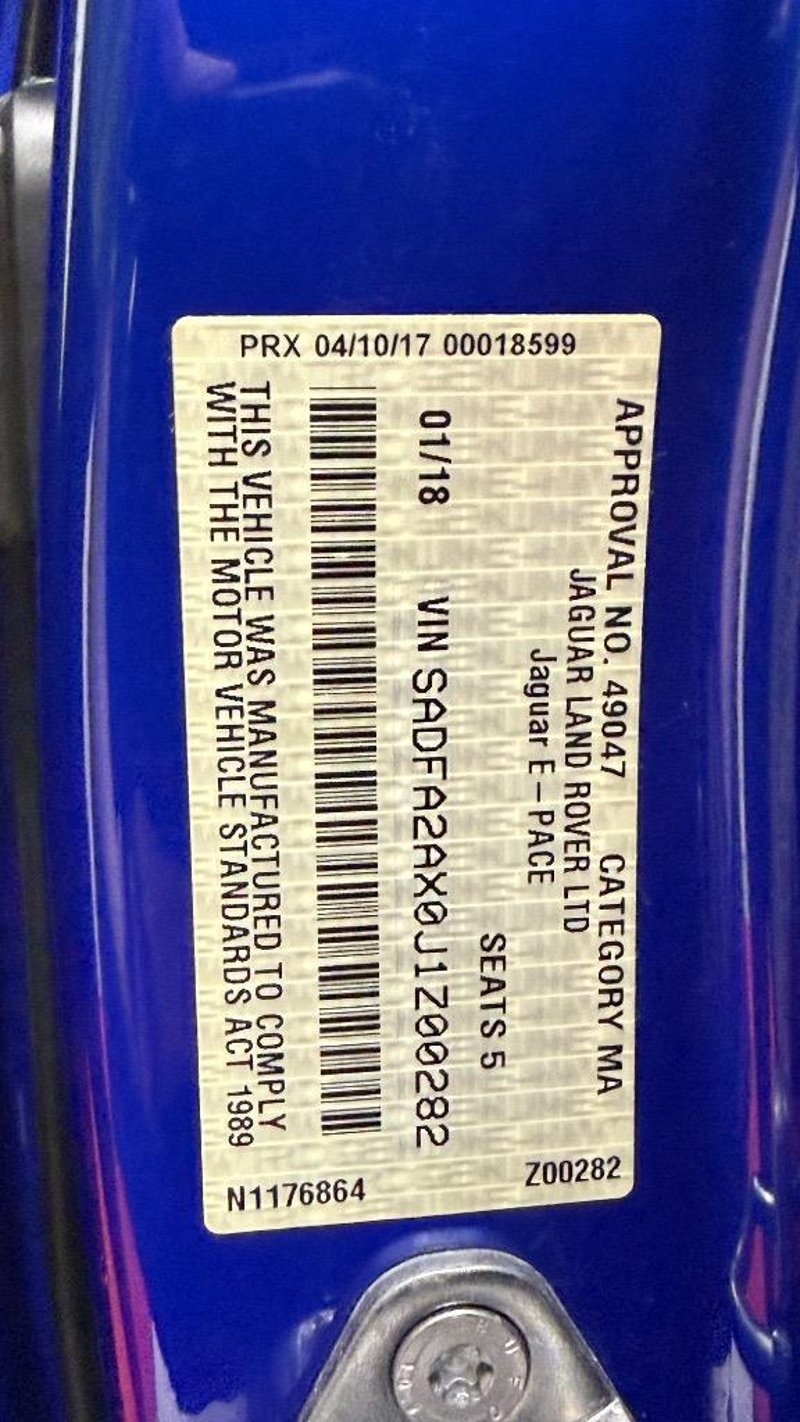 PRX 04/10/17 00018599
APPROVAL NO. 49047 CATEGORY MA
JAGUAR LAND ROVER LTD
Jaguar E-PACE
SEATS 5
01/18 VIN SADFA2AX0J1Z00282
THIS VEHICLE WAS MANUFACTURED TO COMPLY
WITH THE MOTOR VEHICLE STANDARDS ACT 1989
N1176864
Z00282